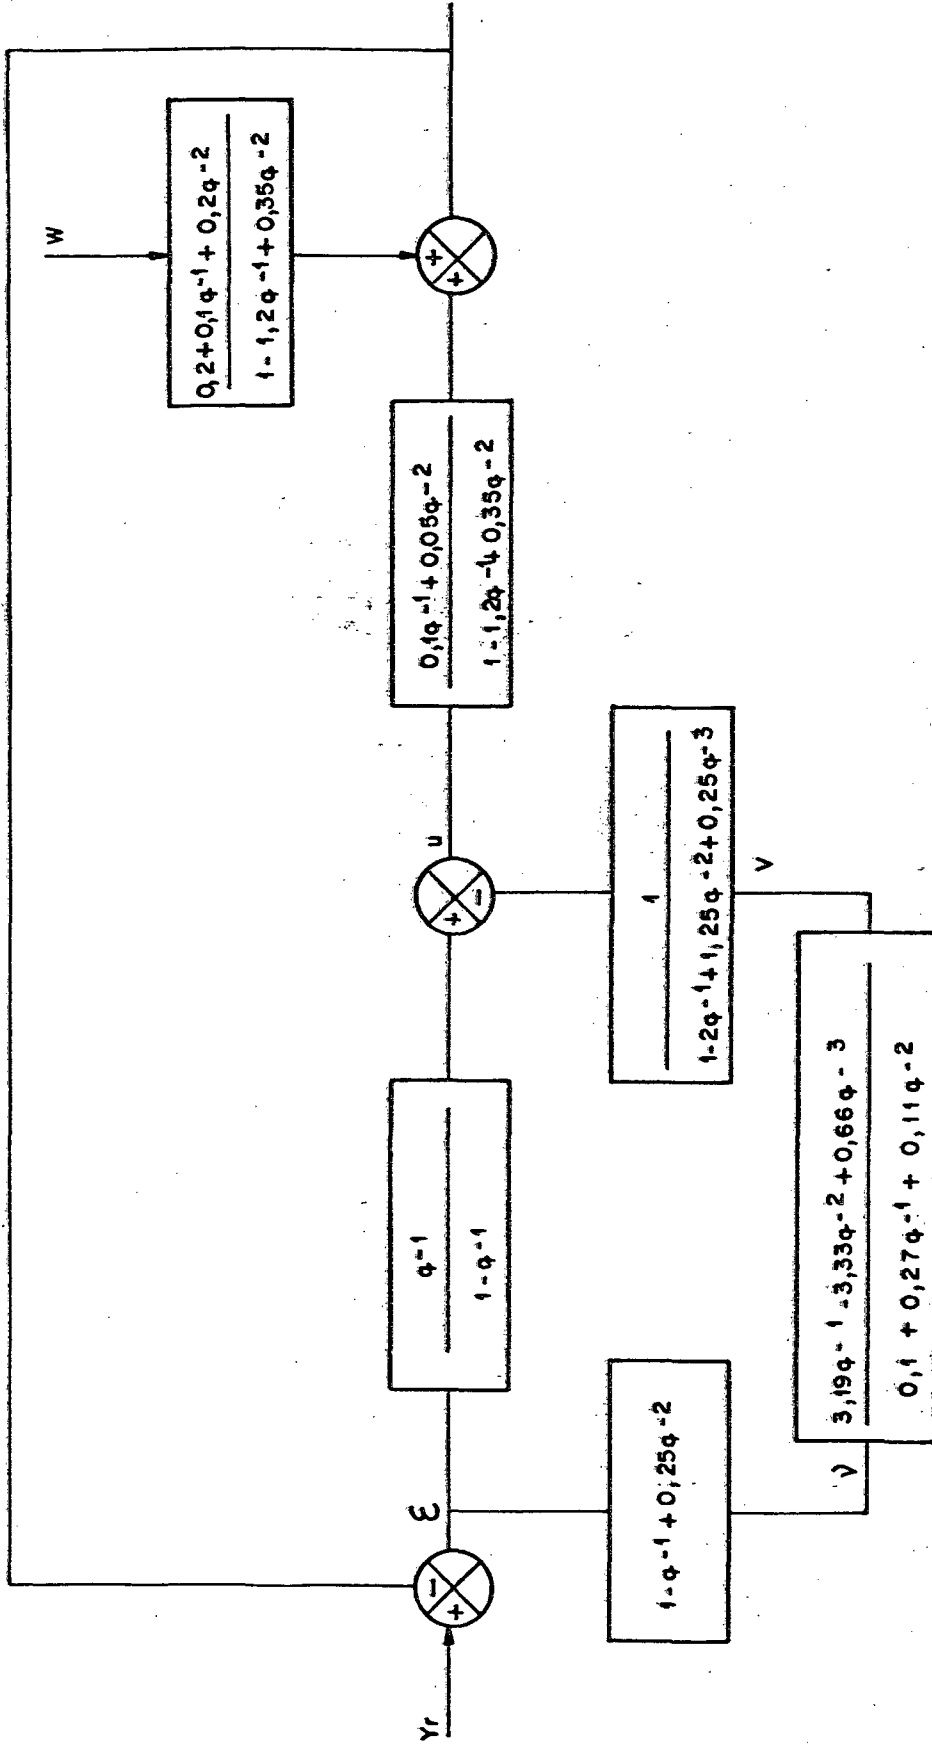 W
0,2+0,1q-1+0,2q-2
1-1,2q-1+0,35q-2
+
+
0,1q-1+0,05q-2
1-1,2q-1+0,35q-2
u
+
-
1
1-2q-1+1,25q-2+0,25q-3
V
q-1
1-q-1
3,19q-1-3,33q-2+0,66q-3
0,1+0,27q-1+0,11q-2
ν
1-q-1+0,25q-2
ε
-
+
Yr